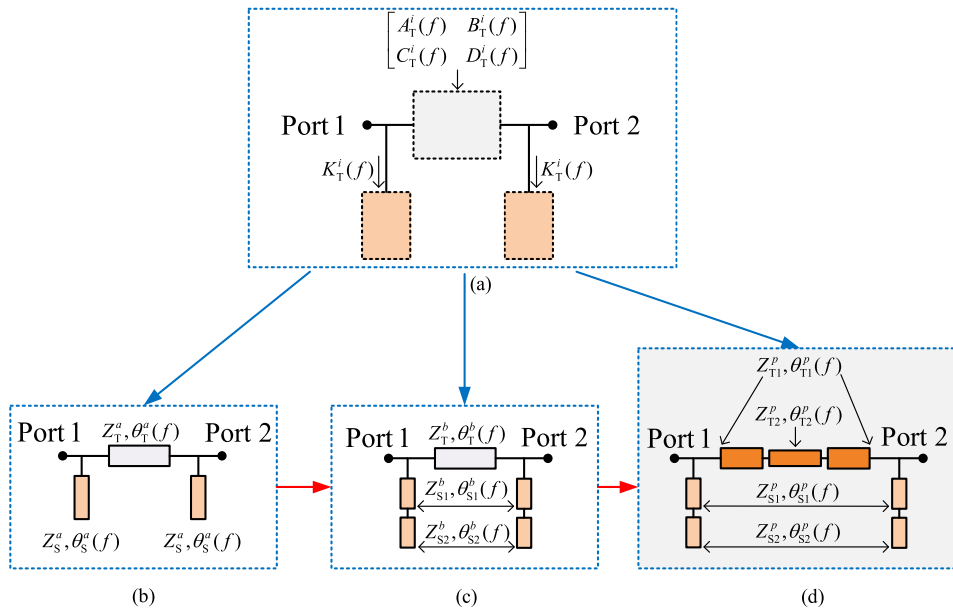 [A_T^i(f) B_T^i(f)
C_T^i(f) D_T^i(f)]
Port 1
Port 2
K_T^i(f)
K_T^i(f)
(a)
Port 1
Z_T^a,θ_T^a(f)
Port 2
Z_S^a,θ_S^a(f)
Z_S^a,θ_S^a(f)
(b)
Port 1
Z_T^b,θ_T^b(f)
Port 2
Z_S1^b,θ_S1^b(f)
Z_S2^b,θ_S2^b(f)
(c)
Z_T1^p,θ_T1^p(f)
Z_T2^p,θ_T2^p(f)
Port 1
Port 2
Z_S1^p,θ_S1^p(f)
Z_S2^p,θ_S2^p(f)
(d)